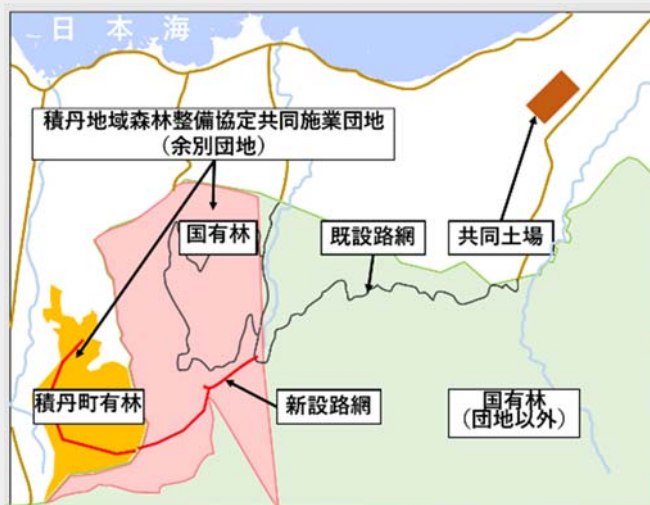 日本海
積丹地域森林整備協定共同施業団地
（余別団地）
国有林
既設路網
共同土場
積丹町有林
新設路網
国有林
（団地以外）